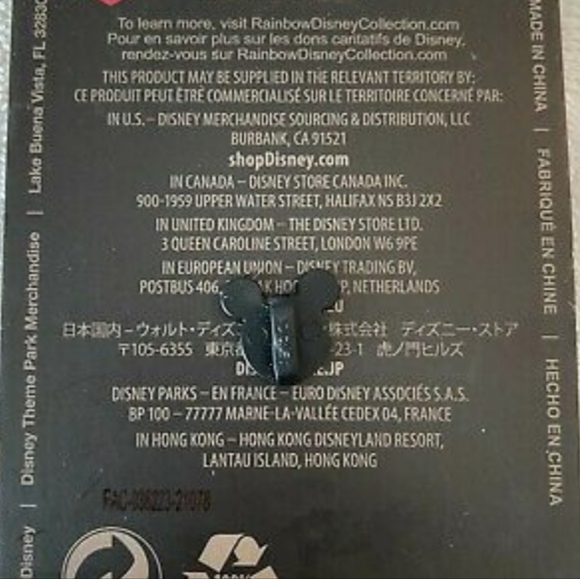 To learn more, visit RainbowDisneyCollection.com.
Pour en savoir plus sur les dons caritatifs de Disney,
rendez-vous sur RainbowDisneyCollection.com
THIS PRODUCT MAY BE SUPPLIED IN THE RELEVANT TERRITORY BY:
CE PRODUIT PEUT ÊTRE COMMERCIALISÉ SUR LE TERRITOIRE CONCERNÉ PAR:
IN U.S. – DISNEY MERCHANDISE SOURCING & DISTRIBUTION, LLC
BURBANK, CA 91521
shopDisney.com
IN CANADA – DISNEY STORE CANADA INC.
900-1959 UPPER WATER STREET, HALIFAX NS B3J 2X2
IN UNITED KINGDOM – THE DISNEY STORE LTD.
3 QUEEN CAROLINE STREET, LONDON W6 9PE
IN EUROPEAN UNION – DISNEY TRADING BV,
POSTBUS 406, NETHERLANDS
日本国内－ウォルト・ディズ 株式会社 ディズニー・ストア
〒105-6355 東京 -23-1 虎ノ門ヒルズ
DISNEY PARKS – EN FRANCE – EURO DISNEY ASSOCIÉS S.A.S.
BP 100 – 77777 MARNE-LA-VALLÉE CEDEX 04, FRANCE
IN HONG KONG – HONG KONG DISNEYLAND RESORT,
LANTAU ISLAND, HONG KONG
Disney | Disney Theme Park Merchandise | Lake Buena Vista, FL 3283
MADE IN CHINA | FABRIQUÉ EN CHINE | HECHO EN CHINA